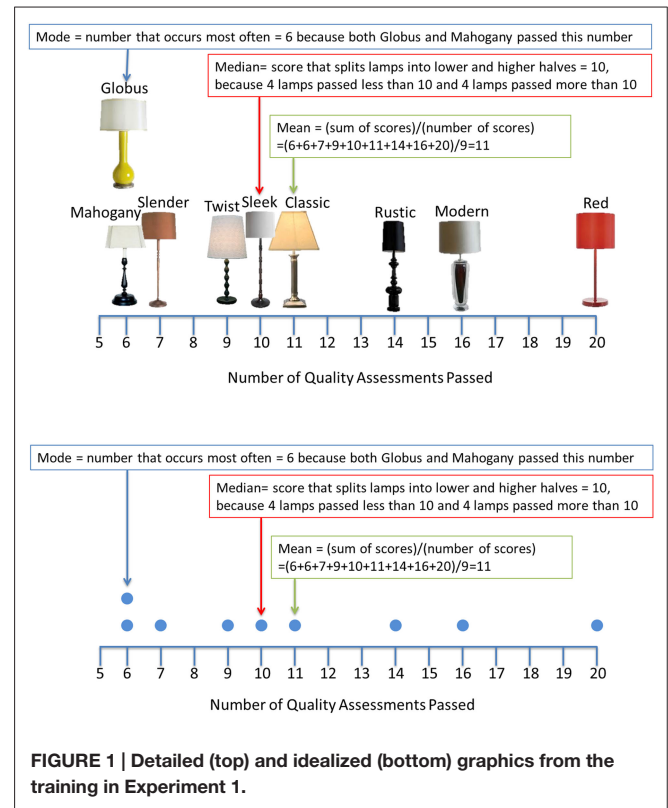 Mode = number that occurs most often = 6 because both Globus and Mahogany passed this number
Median= score that splits lamps into lower and higher halves = 10,
because 4 lamps passed less than 10 and 4 lamps passed more than 10
Globus
Mean = (sum of scores)/(number of scores)
=(6+6+7+9+10+11+14+16+20)/9=11
Mahogany Slender Twist Sleek Classic Rustic Modern Red
5 6 7 9 10 11 12 13 14 15 16 17 18 19 20
Number of Quality Assessments Passed
Mode = number that occurs most often = 6 because both Globus and Mahogany passed this number
Median= score that splits lamps into lower and higher halves = 10,
because 4 lamps passed less than 10 and 4 lamps passed more than 10
Mean = (sum of scores)/(number of scores)
=(6+6+7+9+10+11+14+16+20)/9=11
5 6 7 8 9 10 11 12 13 14 15 16 17 18 19 20
Number of Quality Assessments Passed
FIGURE 1 | Detailed (top) and idealized (bottom) graphics from the
training in Experiment 1.